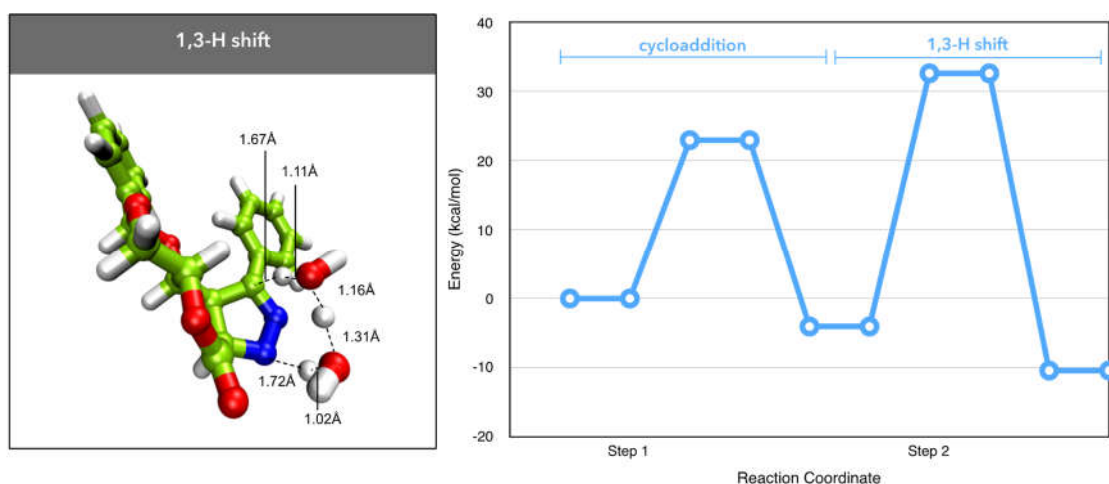 1,3-H shift
1.67Å
1.11Å
1.16Å
1.31Å
1.72Å
1.02Å
cycloaddition
1,3-H shift
Energy (kcal/mol)
40
30
20
10
0
-10
-20
Step 1
Step 2
Reaction Coordinate